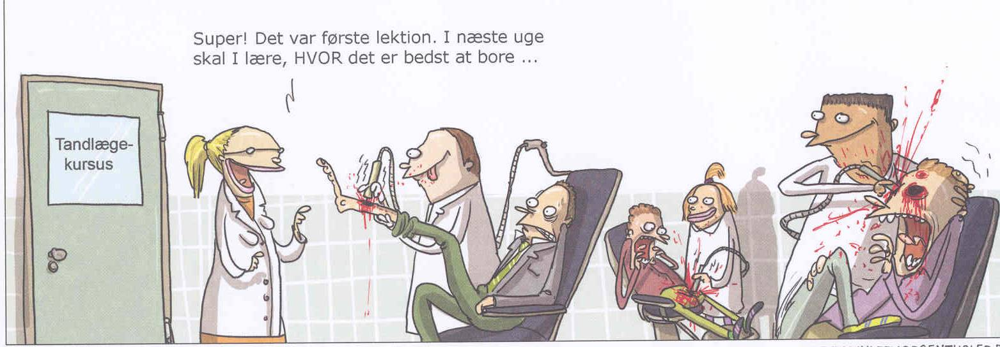 Super! Det var første lektion. I næste uge
skal I lære, HVOR det er bedst at bore ...
Tandlæge-
kursus